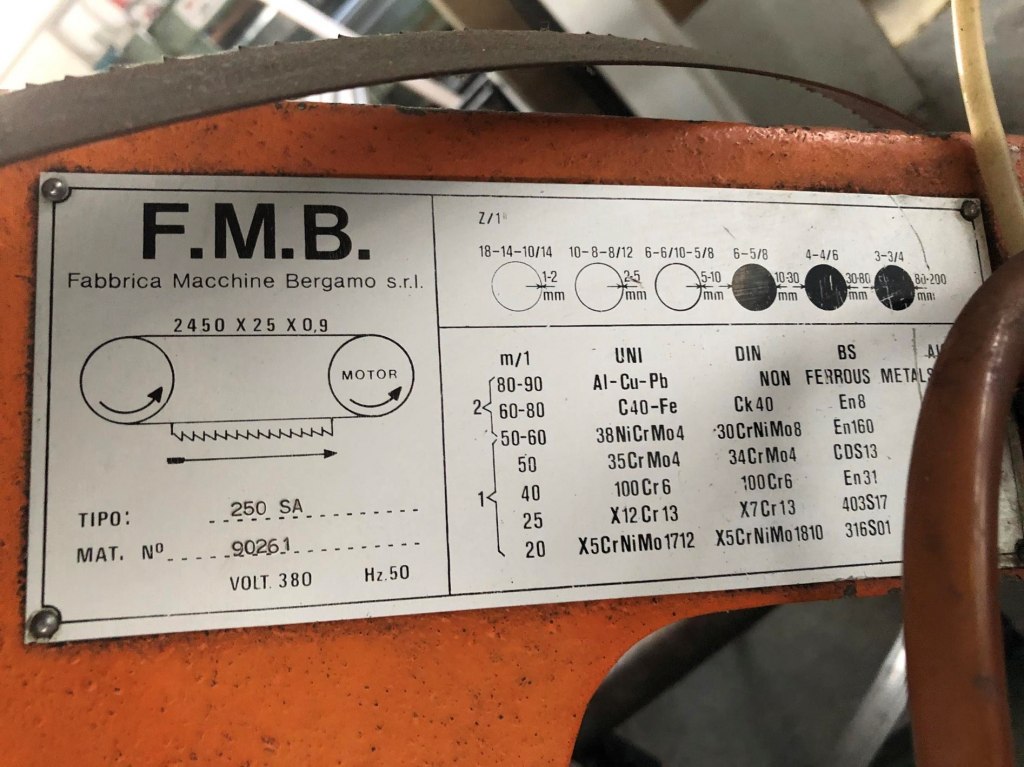 F.M.B.
Fabbrica Macchine Bergamo s.r.l.
2450 X 25 X 0,9
MOTOR
TIPO: 250 SA
MAT. Nº 90261
VOLT. 380 Hz. 50
Z/1"
18-14-10/14 10-8-8/12 6-6/10-5/8 6-5/8 4-4/6 3-3/4
1-2 mm 2-5 mm 5-10 mm 10-30 mm 30-80 mm 80-200 mm
m/1 UNI DIN BS
80-90 Al-Cu-Pb NON FERROUS METALS
2 60-80 C40-Fe Ck40 En8
50-60 38NiCrMo4 30CrNiMo8 En160
50 35CrMo4 34CrMo4 CDS13
1 40 100Cr6 100Cr6 En31
25 X12Cr13 X7Cr13 403S17
20 X5CrNiMo1712 X5CrNiMo1810 316S01